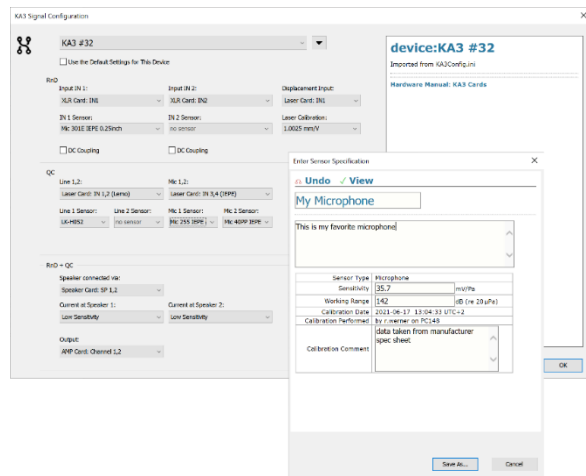 KA3 Signal Configuration
KA3 #32
Use the Default Settings for This Device
RnD
Input IN 1: Input IN 2: Displacement Input:
XLR Card: IN1 XLR Card: IN2 Laser Card: IN1
IN 1 Sensor: IN 2 Sensor: Laser Calibration:
Mic 301E IEPE 0.25inch no sensor 1.0025 mm/V
DC Coupling DC Coupling
QC
Line 1,2: Mic 1,2:
Laser Card: IN 1,2 (Lemo) Laser Card: IN 3,4 (IEPE)
Line 1 Sensor: Line 2 Sensor: Mic 1 Sensor: Mic 2 Sensor:
LK-H052 no sensor Mic 255 IEPE Mic 40PP IEPE
RnD + QC
Speaker connected via:
Speaker Card: SP 1,2
Current at Speaker 1: Current at Speaker 2:
Low Sensitivity Low Sensitivity
Output:
AMP Card: Channel 1,2
device:KA3 #32
Imported from KA3Config.ini
Hardware Manual: KA3 Cards
OK
Enter Sensor Specification
Undo View
My Microphone
This is my favorite microphone
Sensor Type Microphone
Sensitivity 35.7 mV/Pa
Working Range 142 dB (re 20µPa)
Calibration Date 2021-06-17 13:04:33 UTC+2
Calibration Performed by r.werner on PC148
Calibration Comment data taken from manufacturer
spec sheet
Save As... Cancel